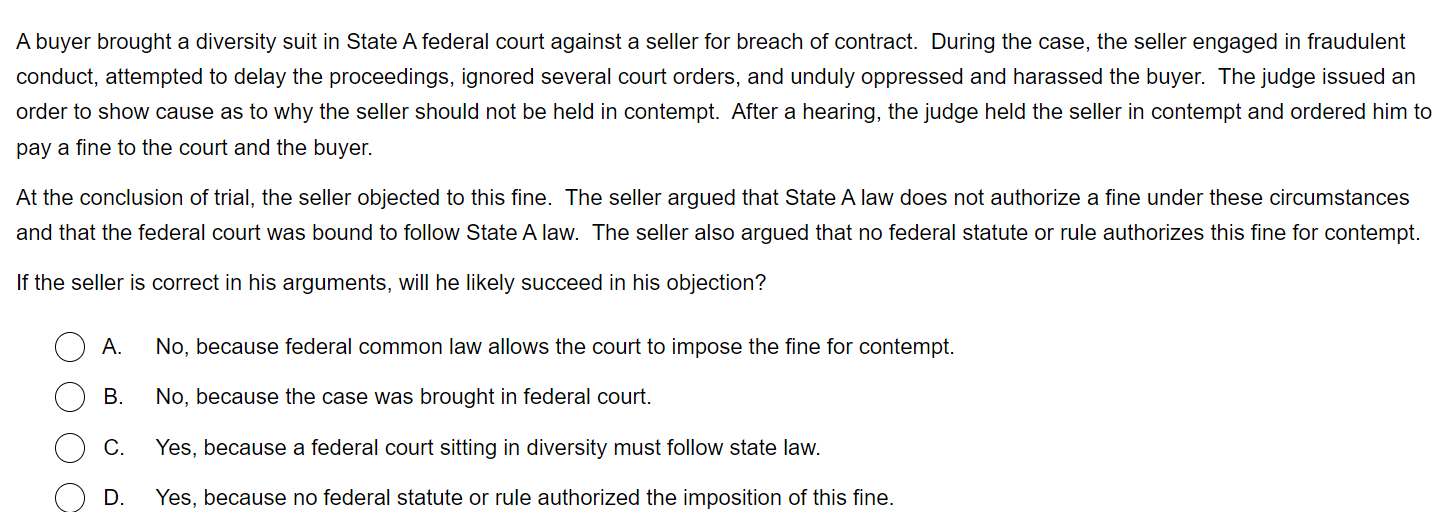 A buyer brought a diversity suit in State A federal court against a seller for breach of contract.  During the case, the seller engaged in fraudulent
conduct, attempted to delay the proceedings, ignored several court orders, and unduly oppressed and harassed the buyer.  The judge issued an
order to show cause as to why the seller should not be held in contempt.  After a hearing, the judge held the seller in contempt and ordered him to
pay a fine to the court and the buyer.
At the conclusion of trial, the seller objected to this fine.  The seller argued that State A law does not authorize a fine under these circumstances
and that the federal court was bound to follow State A law.  The seller also argued that no federal statute or rule authorizes this fine for contempt.
If the seller is correct in his arguments, will he likely succeed in his objection?
A. No, because federal common law allows the court to impose the fine for contempt.
B. No, because the case was brought in federal court.
C. Yes, because a federal court sitting in diversity must follow state law.
D. Yes, because no federal statute or rule authorized the imposition of this fine.